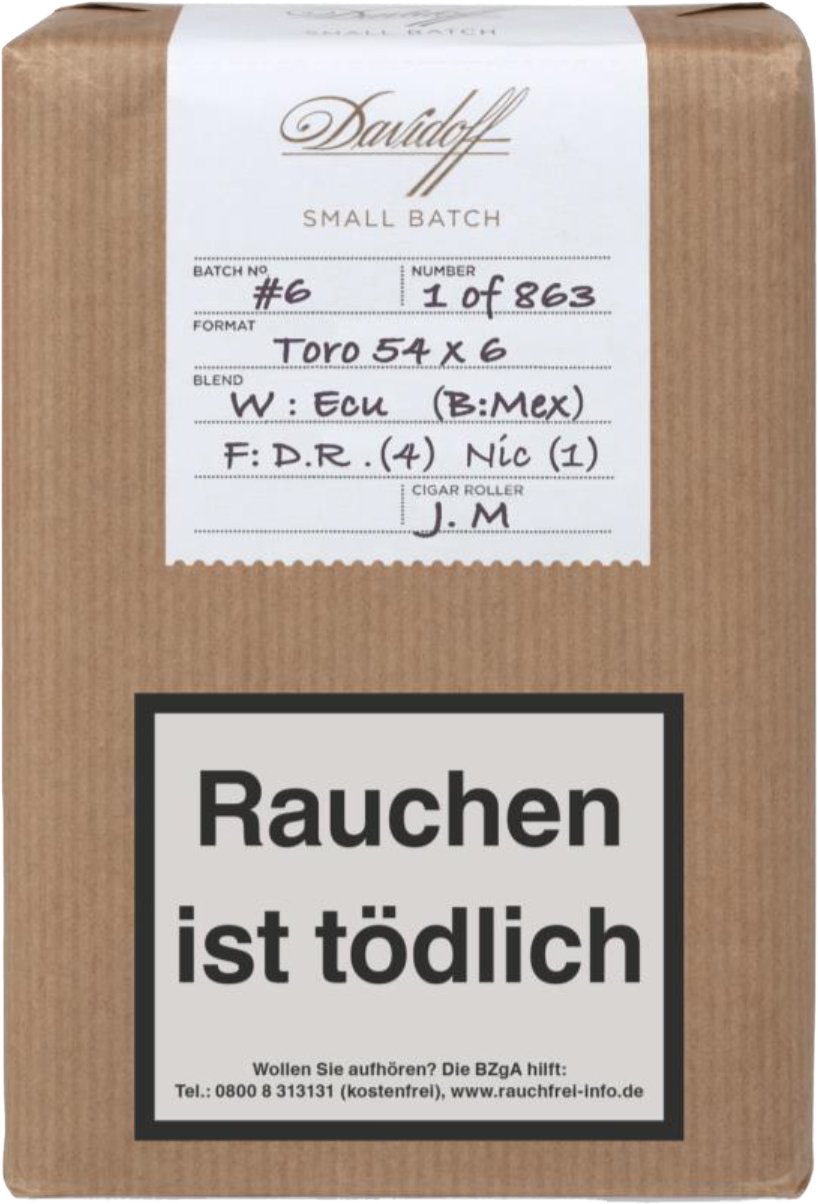 SMALL BATCH
Davidoff
SMALL BATCH
BATCH Nº NUMBER
#6 1 of 863
FORMAT
Toro 54 x 6
BLEND
W : Ecu (B:Mex)
F: D.R. (4) Nic (1)
CIGAR ROLLER
J. M
Rauchen
ist tödlich
Wollen Sie aufhören? Die BZgA hilft:
Tel.: 0800 8 313131 (kostenfrei), www.rauchfrei-info.de